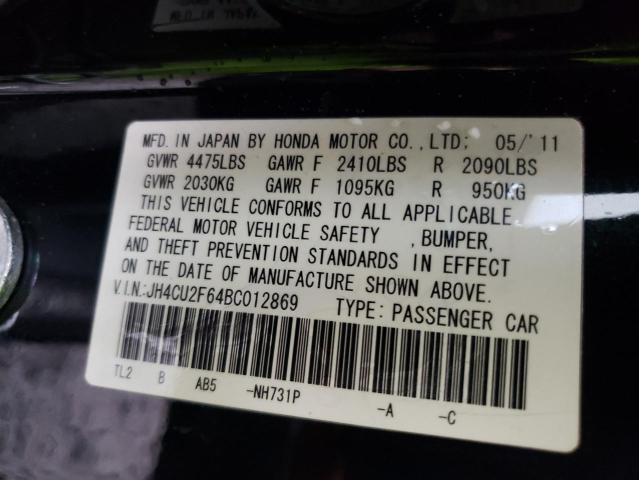 MFD. IN JAPAN BY HONDA MOTOR CO., LTD; 05/'11
GVWR 4475LBS GAWR F 2410LBS R 2090LBS
GVWR 2030KG GAWR F 1095KG R 950KG
THIS VEHICLE CONFORMS TO ALL APPLICABLE
FEDERAL MOTOR VEHICLE SAFETY , BUMPER,
AND THEFT PREVENTION STANDARDS IN EFFECT
ON THE DATE OF MANUFACTURE SHOWN ABOVE.
V.I.N:JH4CU2F64BC012869 TYPE: PASSENGER CAR
TL2 B AB5 -NH731P -A -C